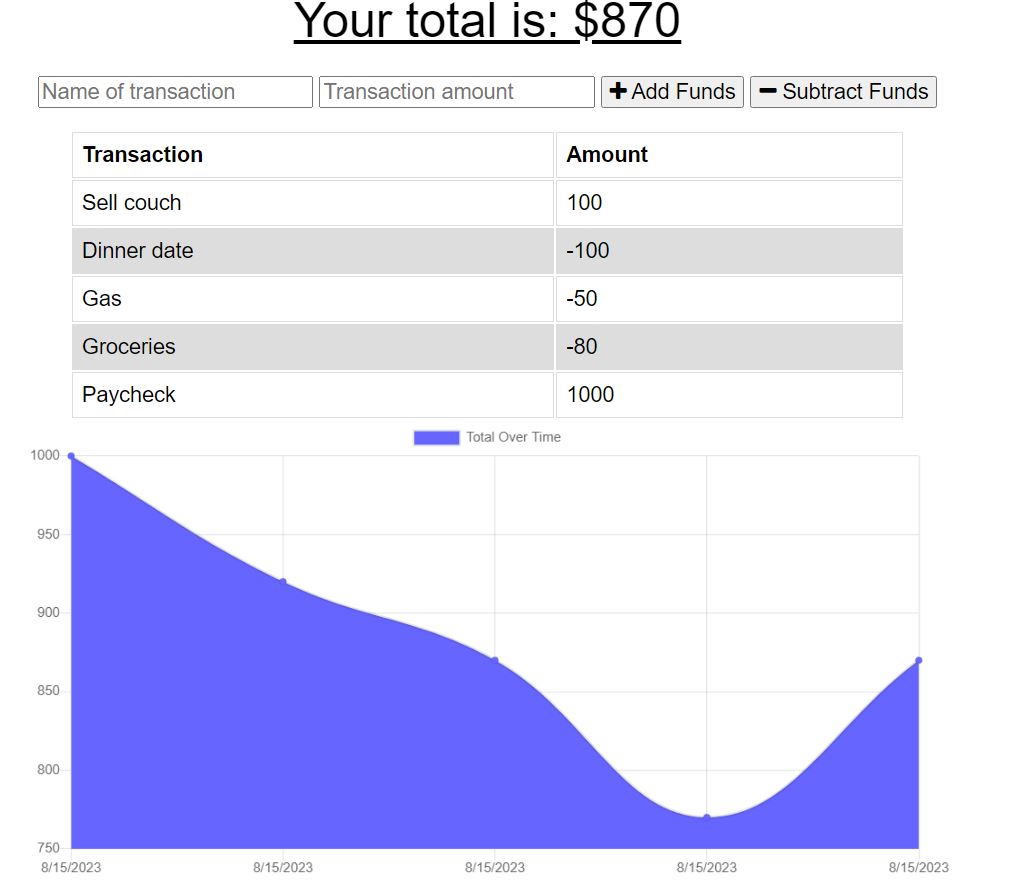 Your total is: $870
Name of transaction Transaction amount + Add Funds − Subtract Funds
Transaction Amount
Sell couch 100
Dinner date -100
Gas -50
Groceries -80
Paycheck 1000
Total Over Time
1000
950
900
850
800
750
8/15/2023 8/15/2023 8/15/2023 8/15/2023 8/15/2023